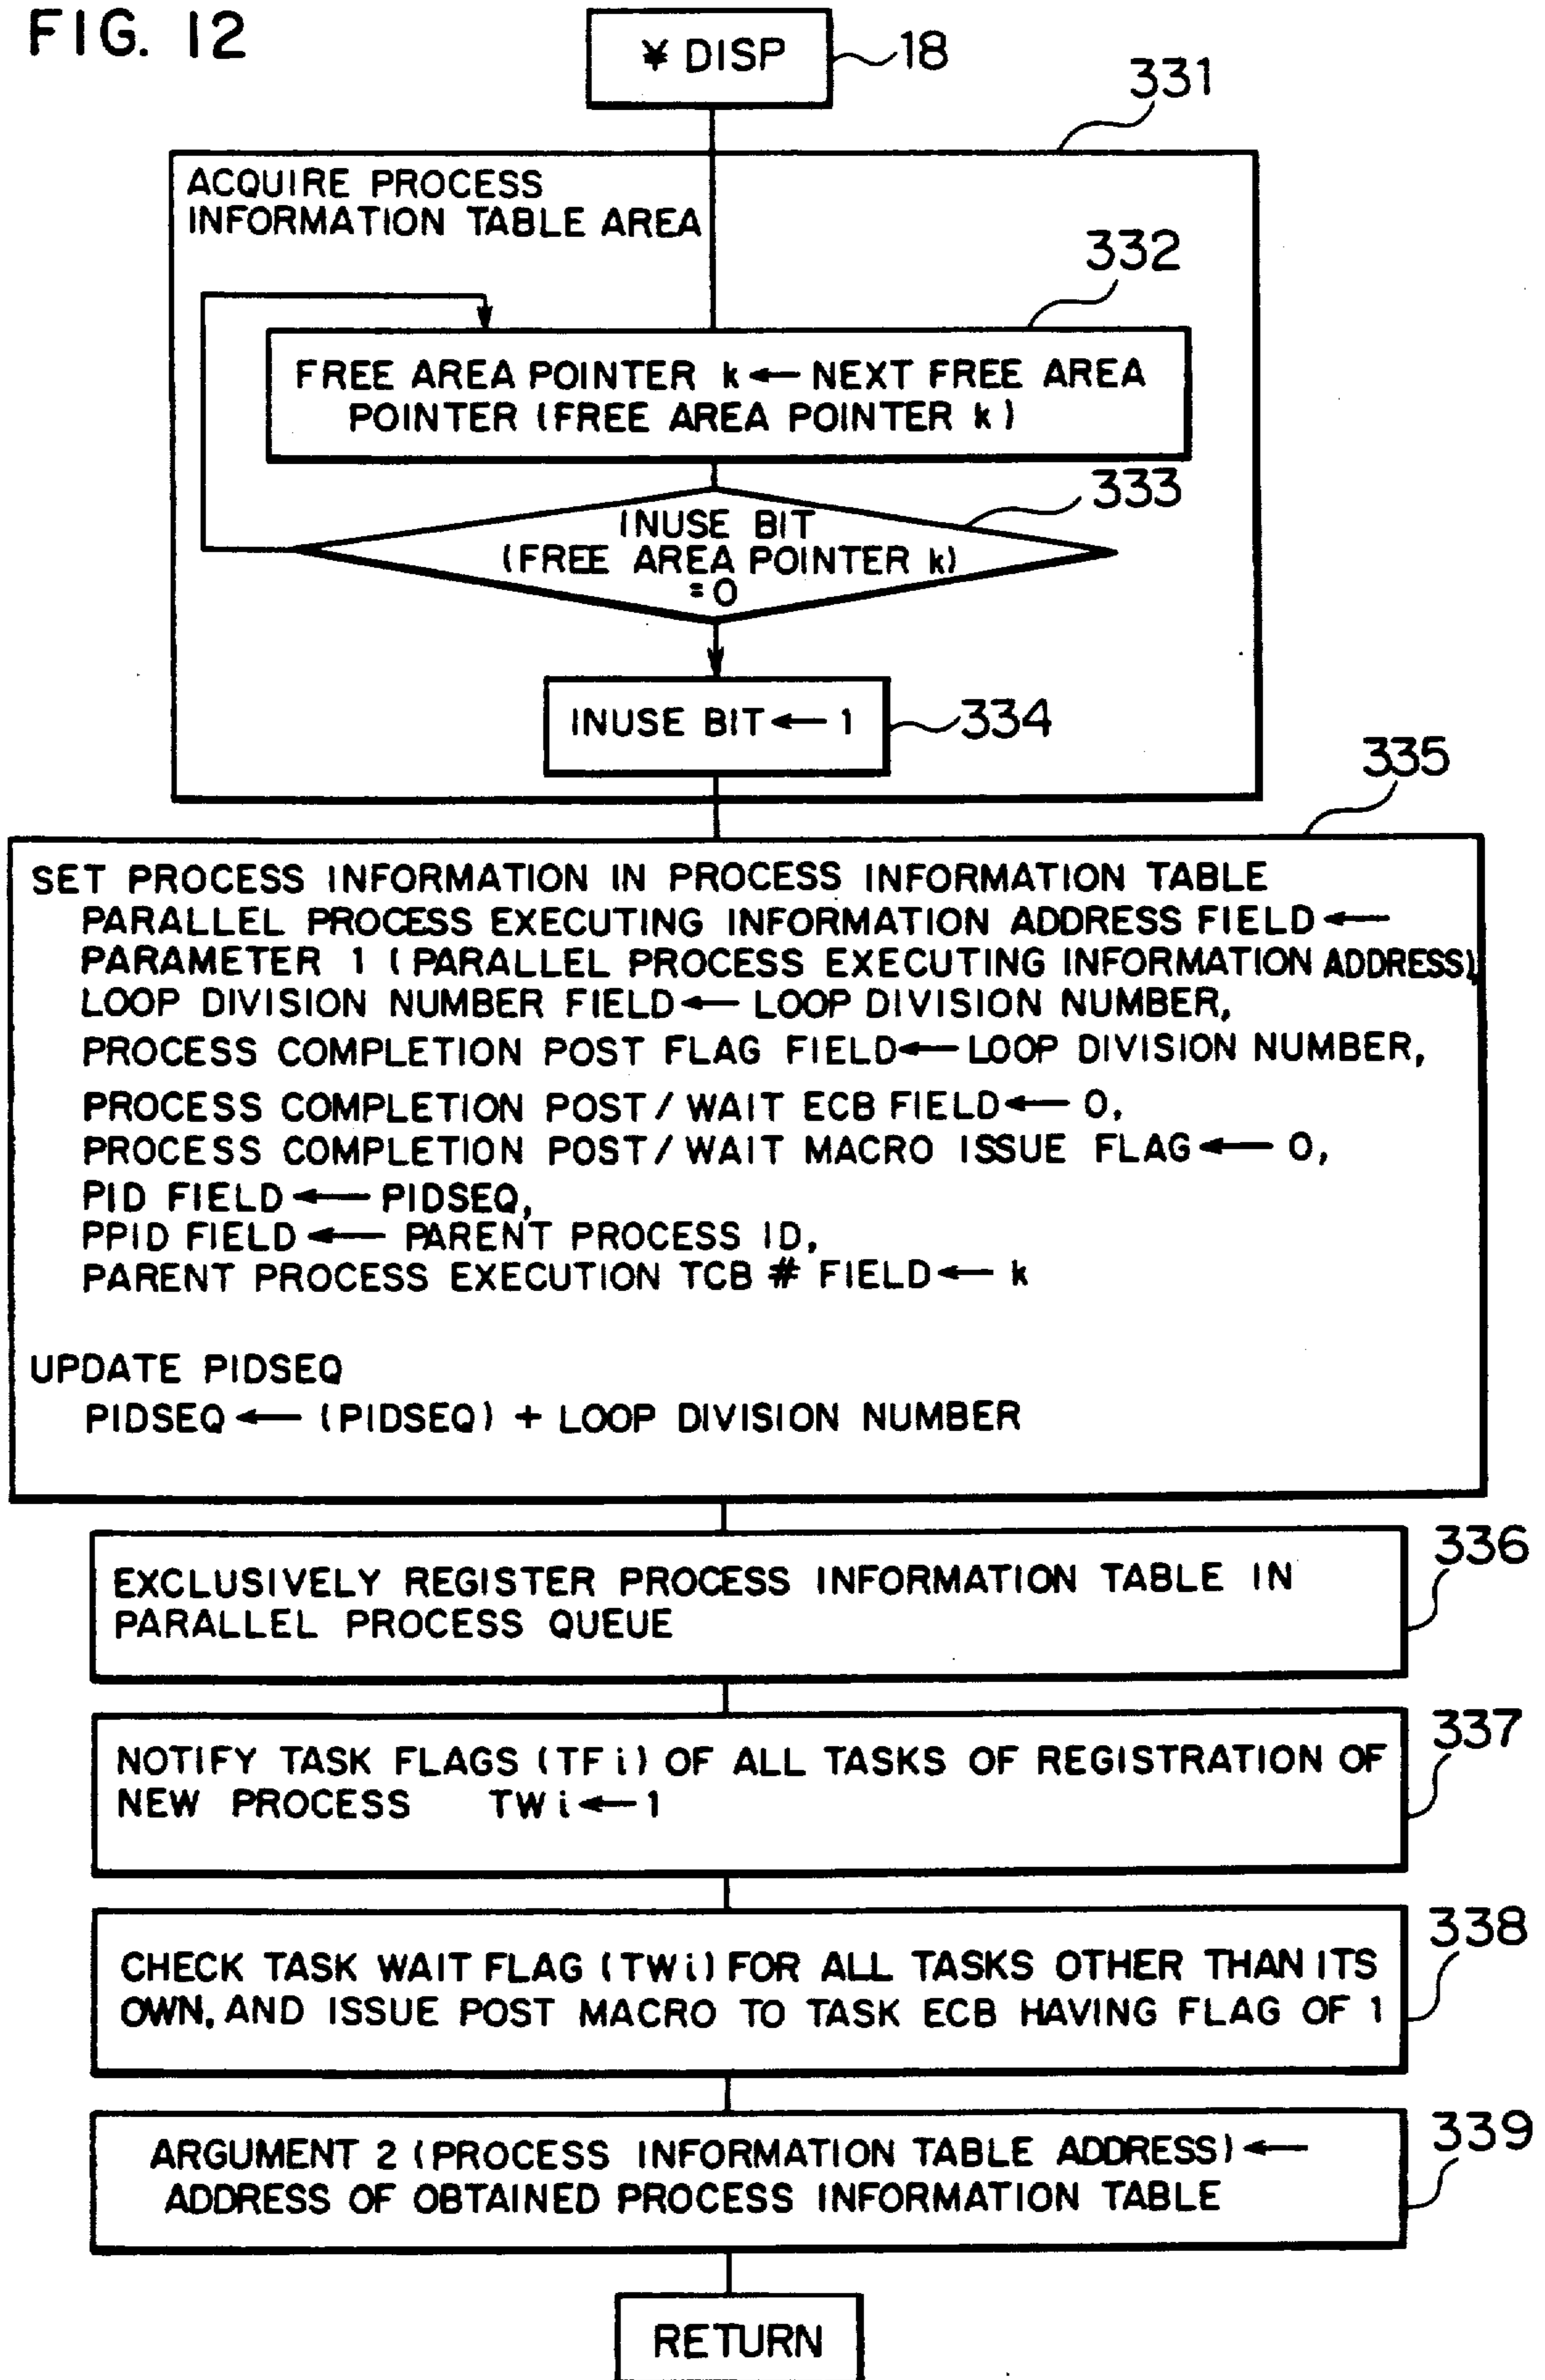 FIG. 12
¥ DISP
18
331
ACQUIRE PROCESS
INFORMATION TABLE AREA
332
FREE AREA POINTER k ← NEXT FREE AREA
POINTER (FREE AREA POINTER k)
333
INUSE BIT
(FREE AREA POINTER k)
=0
INUSE BIT ← 1
334
335
SET PROCESS INFORMATION IN PROCESS INFORMATION TABLE
PARALLEL PROCESS EXECUTING INFORMATION ADDRESS FIELD ←
PARAMETER 1 (PARALLEL PROCESS EXECUTING INFORMATION ADDRESS),
LOOP DIVISION NUMBER FIELD ← LOOP DIVISION NUMBER,
PROCESS COMPLETION POST FLAG FIELD ← LOOP DIVISION NUMBER,
PROCESS COMPLETION POST/WAIT ECB FIELD ← 0,
PROCESS COMPLETION POST/WAIT MACRO ISSUE FLAG ← 0,
PID FIELD ← PIDSEQ,
PPID FIELD ← PARENT PROCESS ID,
PARENT PROCESS EXECUTION TCB # FIELD ← k
UPDATE PIDSEQ
PIDSEQ ← (PIDSEQ) + LOOP DIVISION NUMBER
336
EXCLUSIVELY REGISTER PROCESS INFORMATION TABLE IN
PARALLEL PROCESS QUEUE
337
NOTIFY TASK FLAGS (TFi) OF ALL TASKS OF REGISTRATION OF
NEW PROCESS TWi ← 1
338
CHECK TASK WAIT FLAG (TWi) FOR ALL TASKS OTHER THAN ITS
OWN, AND ISSUE POST MACRO TO TASK ECB HAVING FLAG OF 1
339
ARGUMENT 2 (PROCESS INFORMATION TABLE ADDRESS) ←
ADDRESS OF OBTAINED PROCESS INFORMATION TABLE
RETURN